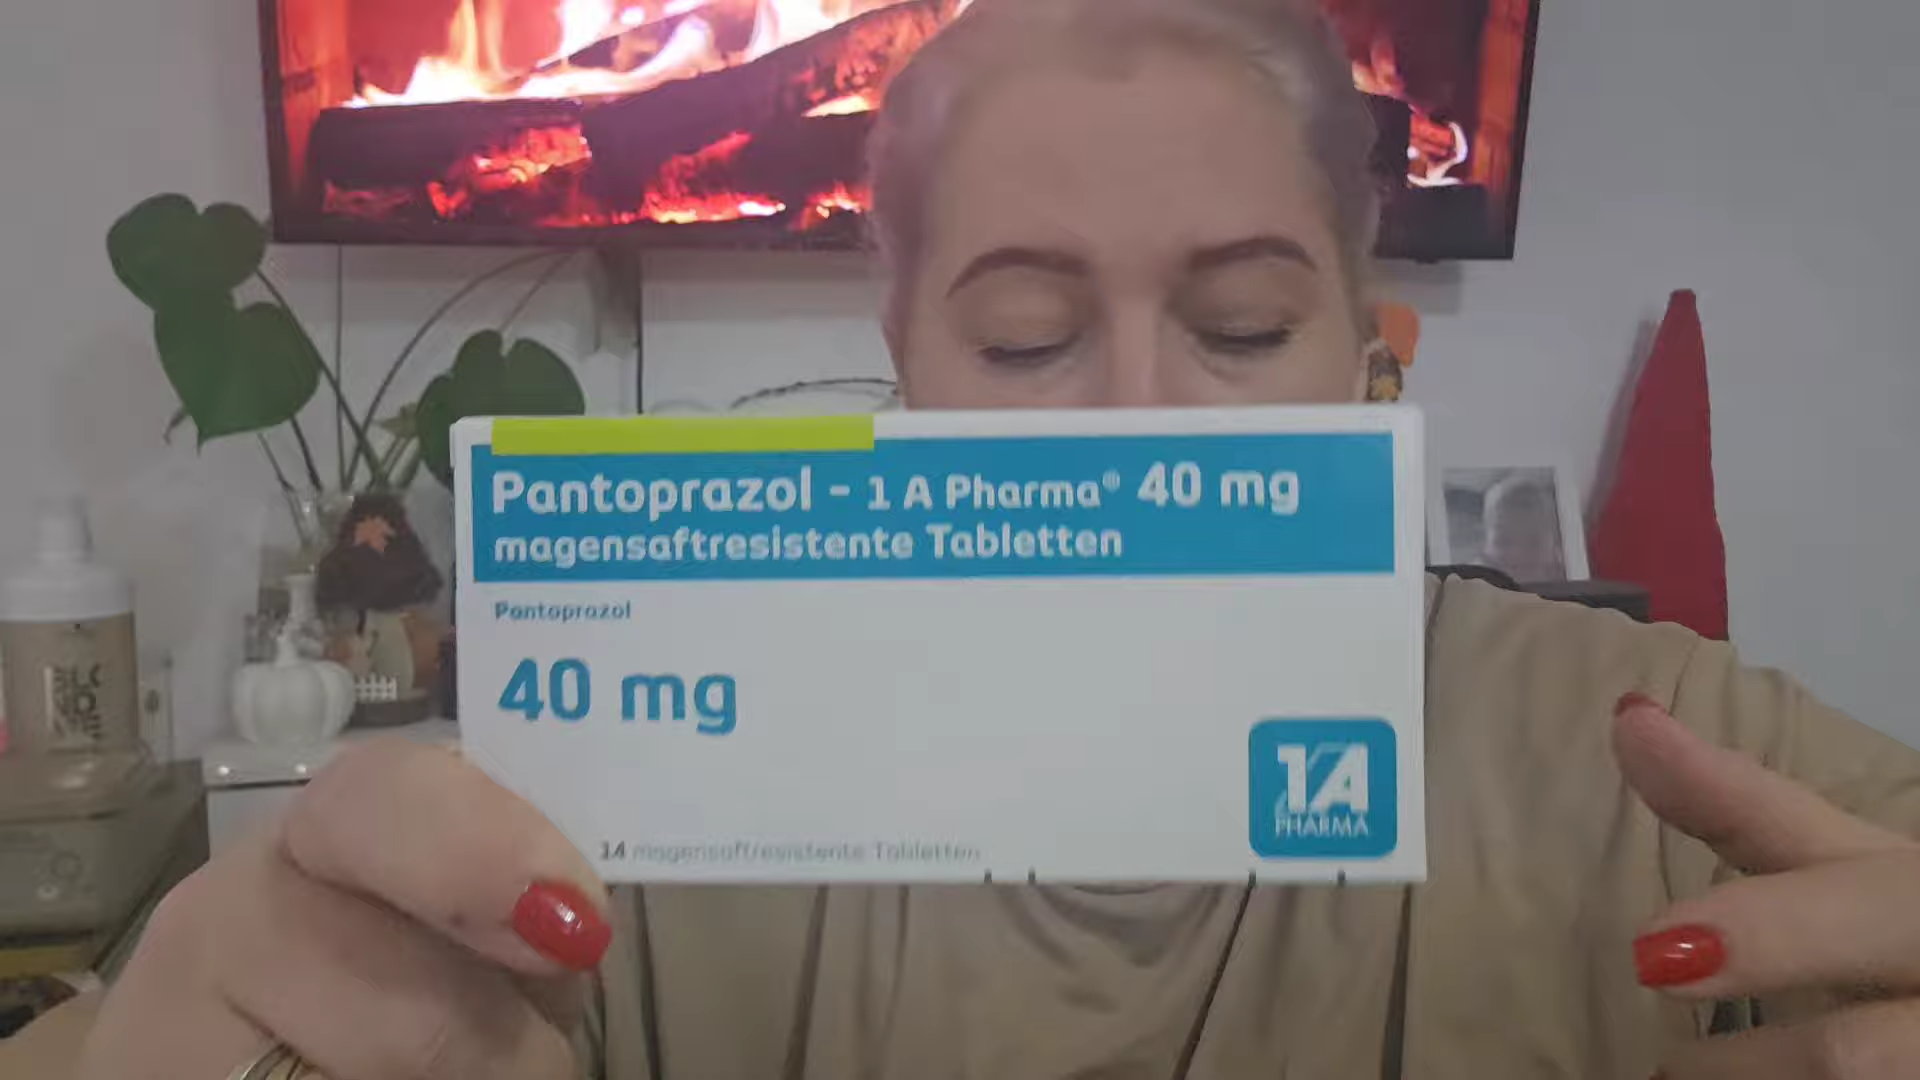 Pantoprazol - 1 A Pharma® 40 mg
magensaftresistente Tabletten
Pantoprazol
40 mg
1A
PHARMA
14 magensaftresistente Tabletten